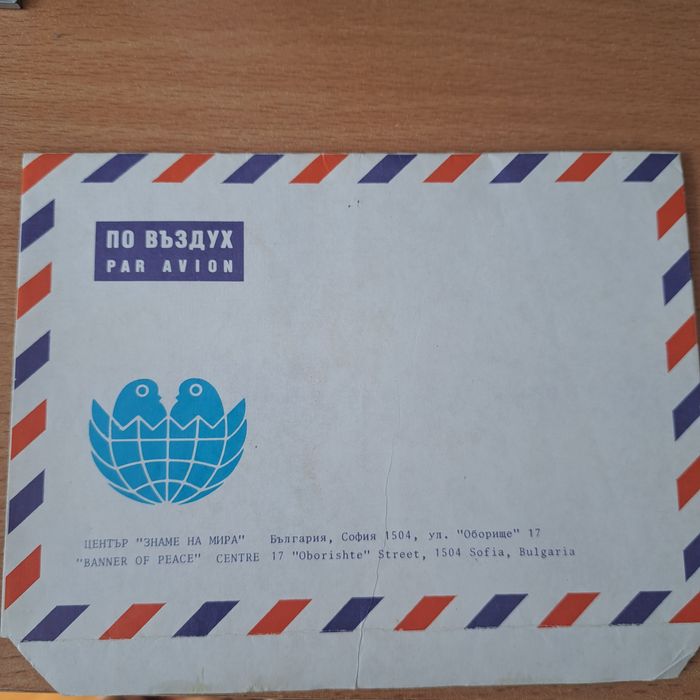 ПО ВЪЗДУХ
PAR AVION
ЦЕНТЪР "ЗНАМЕ НА МИРА" България, София 1504, ул. "Оборище" 17
"BANNER OF PEACE" CENTRE 17 "Oborishte" Street, 1504 Sofia, Bulgaria